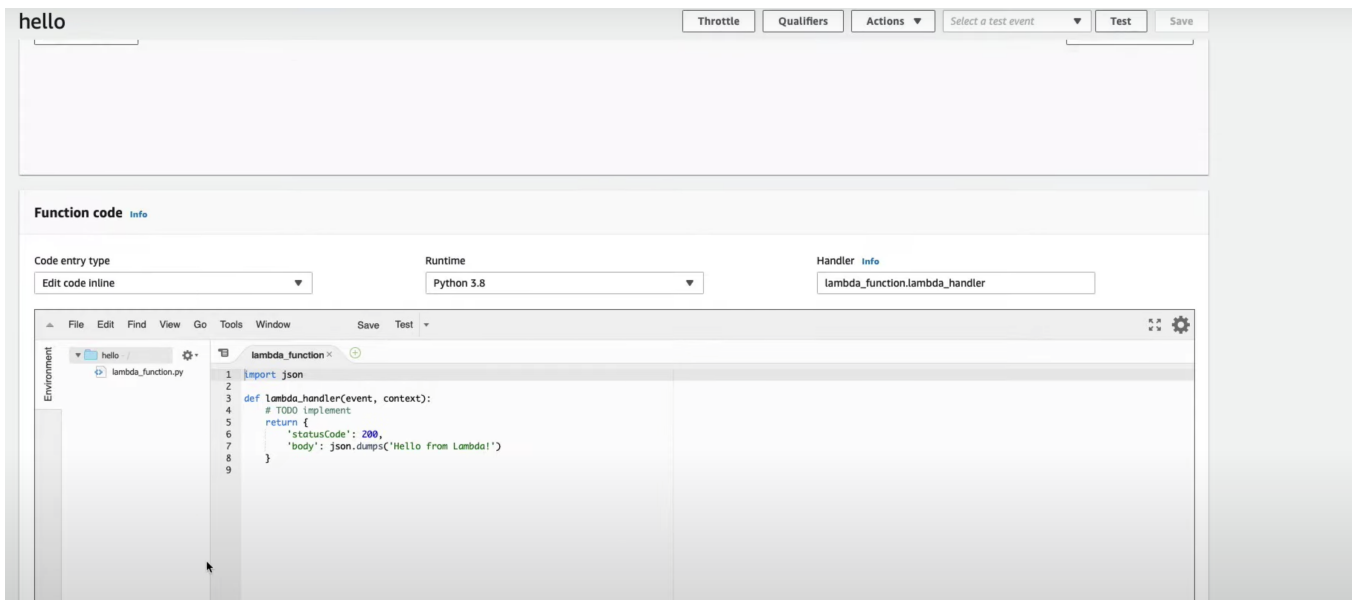 hello
Throttle Qualifiers Actions Select a test event Test Save
Function code Info
Code entry type Runtime Handler Info
Edit code inline Python 3.8 lambda_function.lambda_handler
File Edit Find View Go Tools Window Save Test
Environment
hello /
lambda_function.py
lambda_function ×
1 import json
2
3 def lambda_handler(event, context):
4 # TODO implement
5 return {
6 'statusCode': 200,
7 'body': json.dumps('Hello from Lambda!')
8 }
9